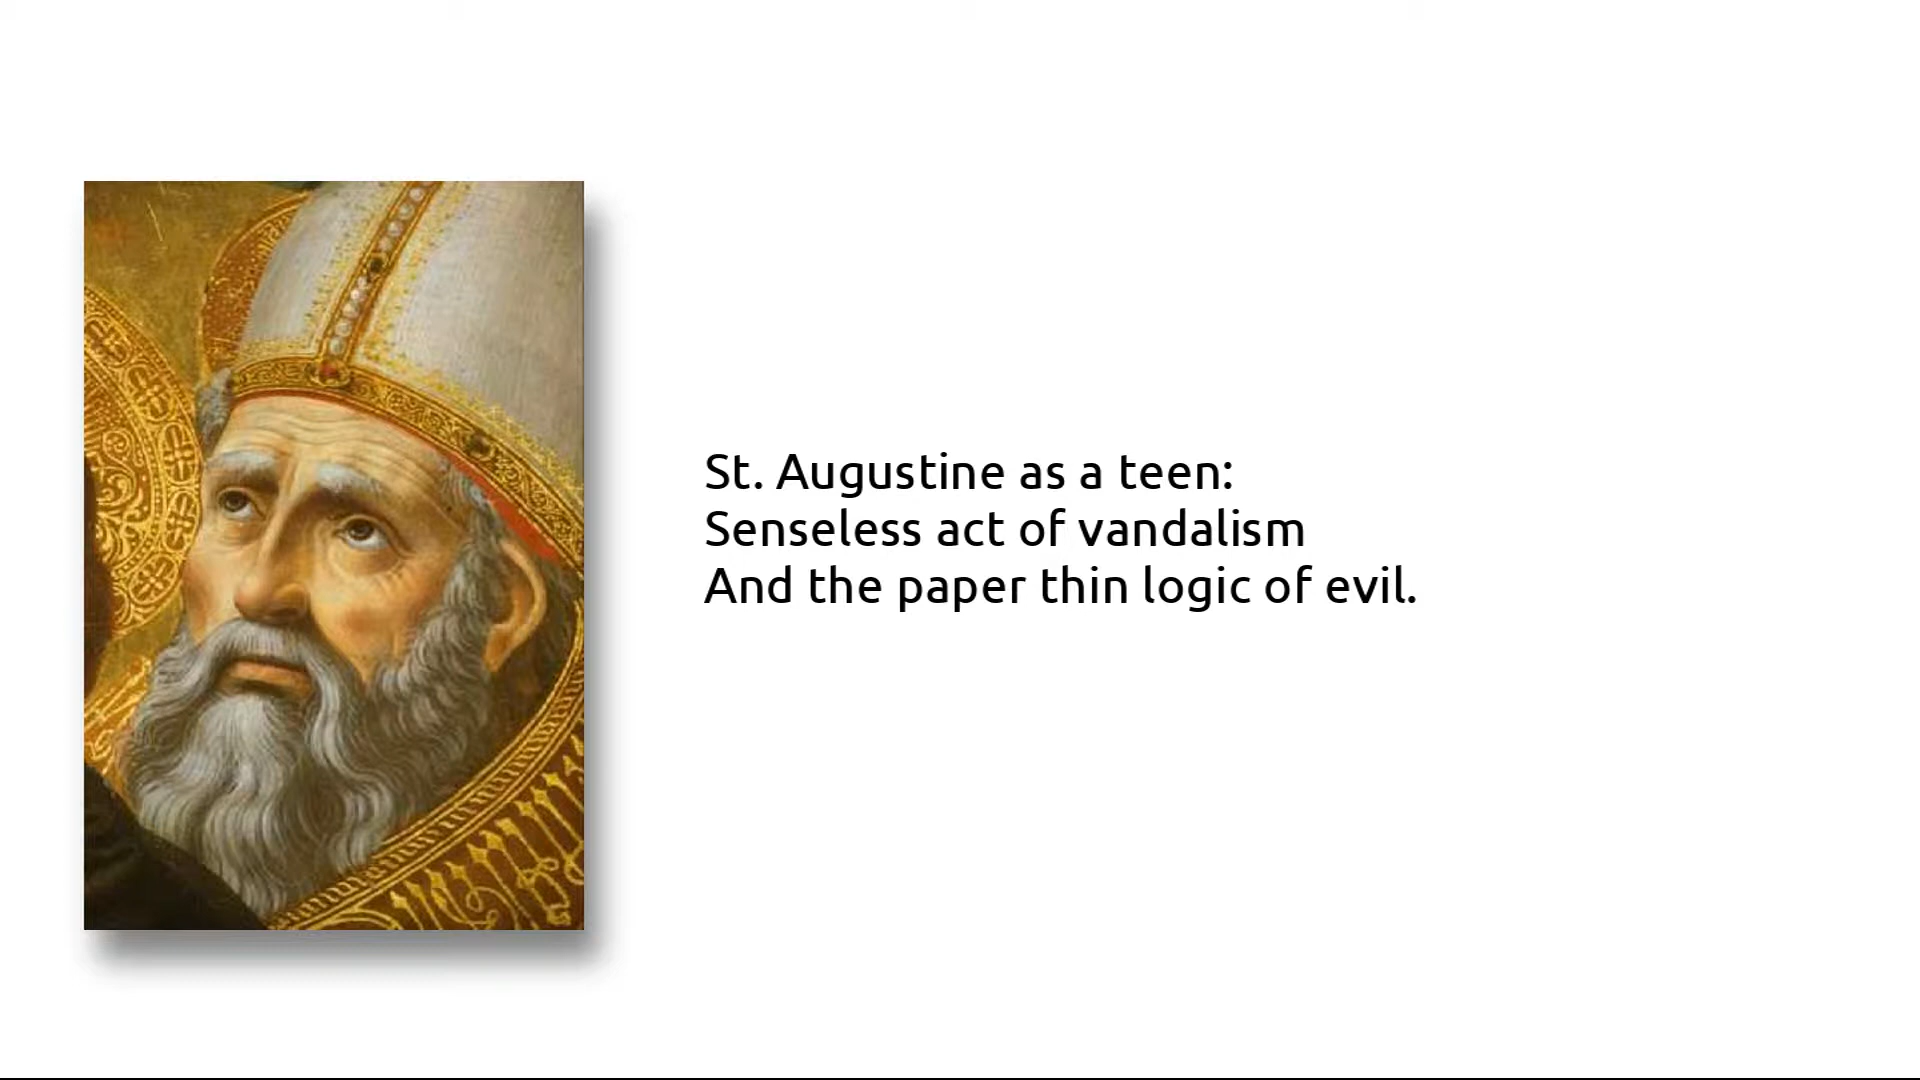 St. Augustine as a teen:
Senseless act of vandalism
And the paper thin logic of evil.